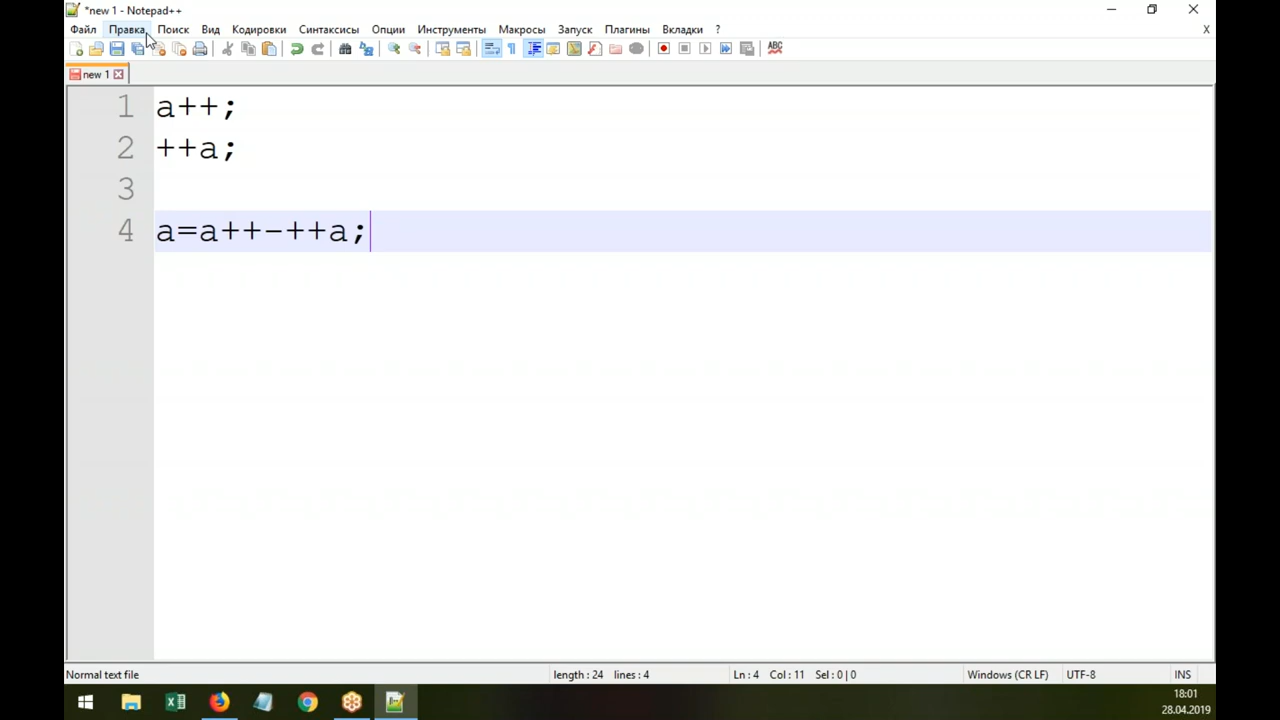 *new 1 - Notepad++
Файл Правка Поиск Вид Кодировки Синтаксисы Опции Инструменты Макросы Запуск Плагины Вкладки ? X
ABC
new 1
1 a++;
2 ++a;
3
4 a=a++-++a;
Normal text file length : 24 lines : 4 Ln : 4 Col : 11 Sel : 0 | 0 Windows (CR LF) UTF-8 INS
18:01
28.04.2019